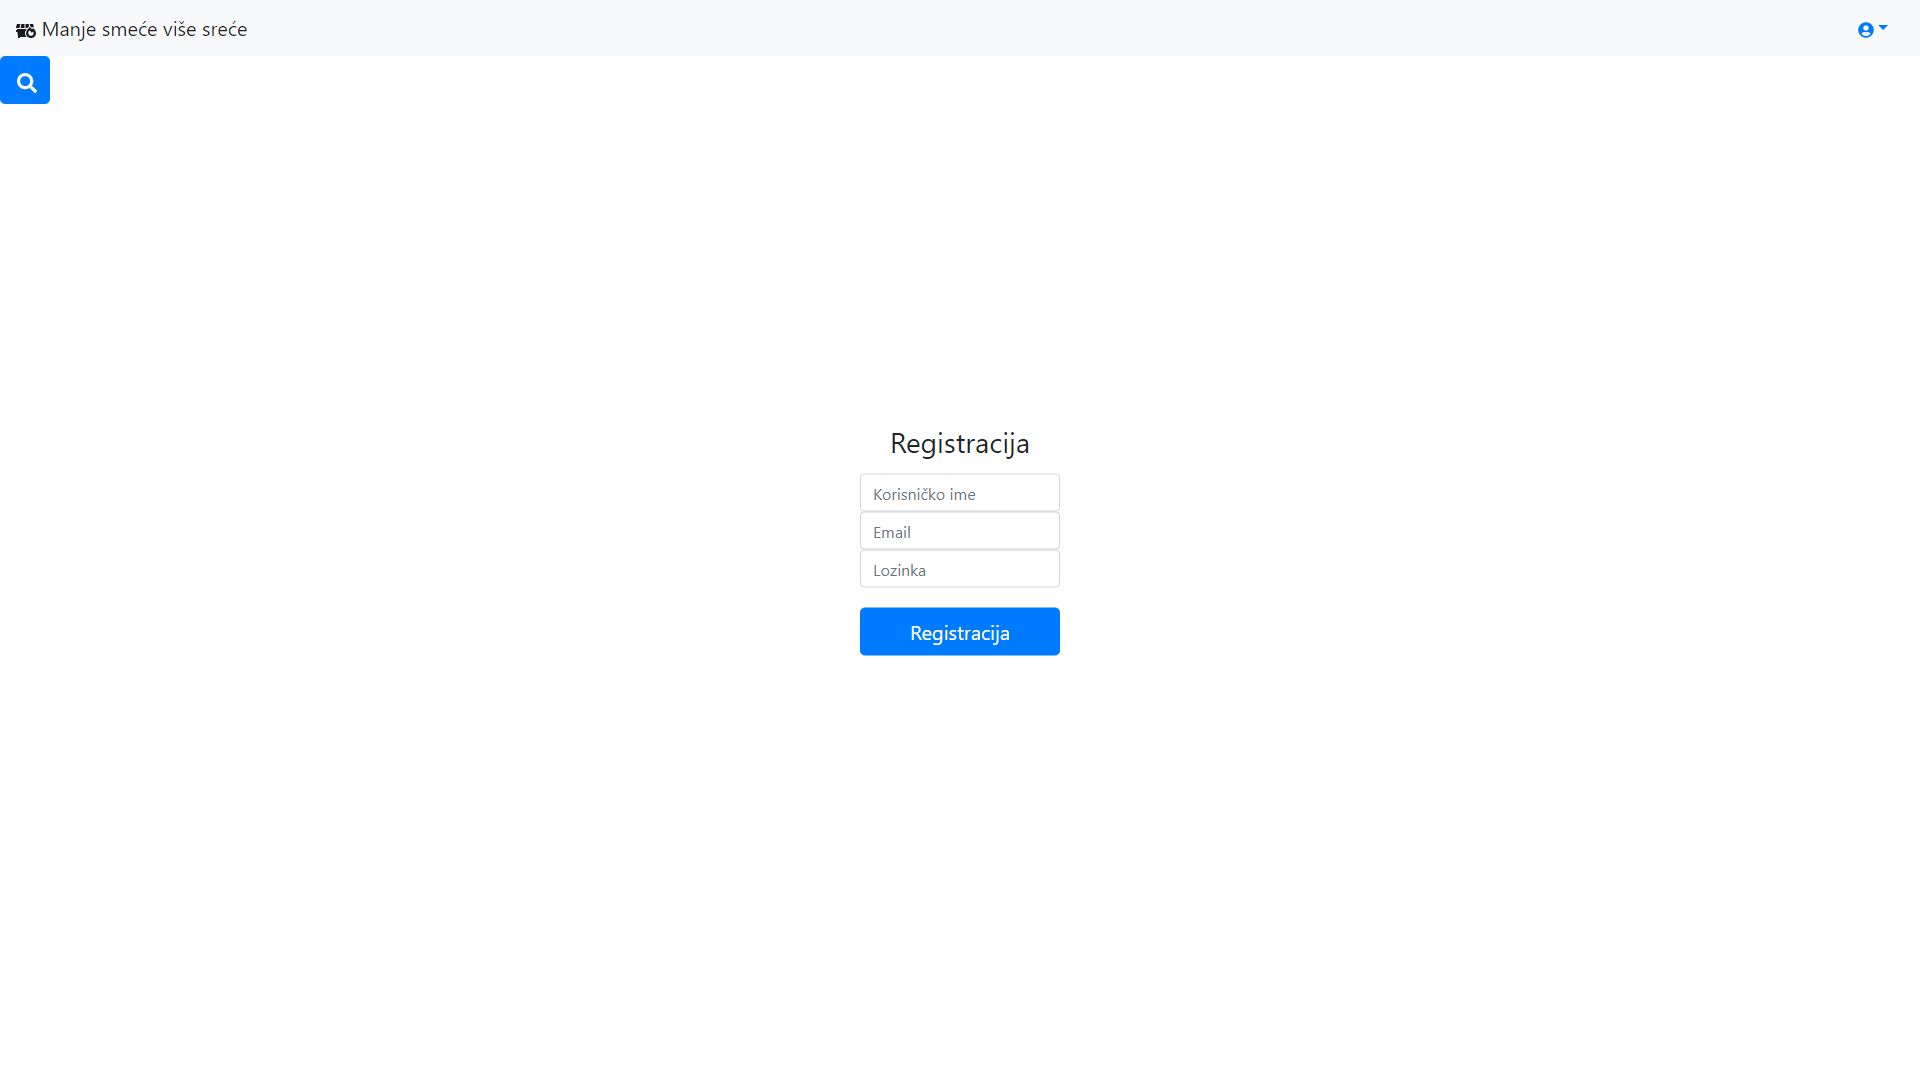 Manje smeće više sreće
Registracija
Korisničko ime
Email
Lozinka
Registracija